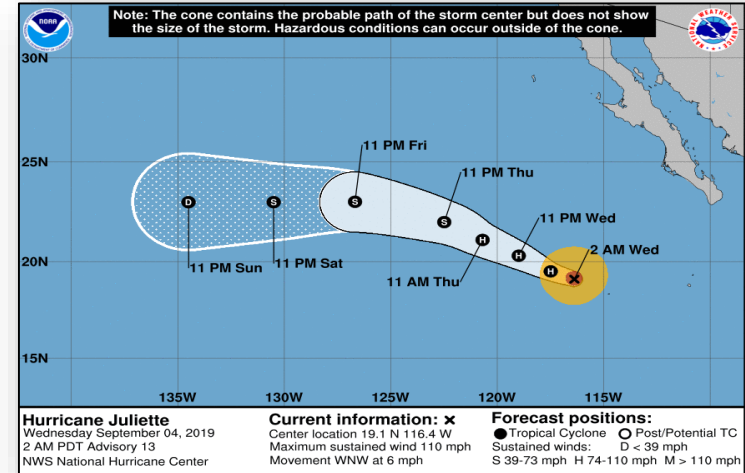 Note: The cone contains the probable path of the storm center but does not show
the size of the storm. Hazardous conditions can occur outside of the cone.
NOAA
NATIONAL WEATHER SERVICE
30N
25N
20N
15N
135W
130W
125W
120W
115W
11 PM Fri
11 PM Thu
11 PM Wed
2 AM Wed
11 AM Thu
11 PM Sat
11 PM Sun
D
S
S
S
H
H
H
Hurricane Juliette
Wednesday September 04, 2019
2 AM PDT Advisory 13
NWS National Hurricane Center
Current information: x
Center location 19.1 N 116.4 W
Maximum sustained wind 110 mph
Movement WNW at 6 mph
Forecast positions:
Tropical Cyclone Post/Potential TC
Sustained winds: D < 39 mph
S 39-73 mph H 74-110 mph M > 110 mph